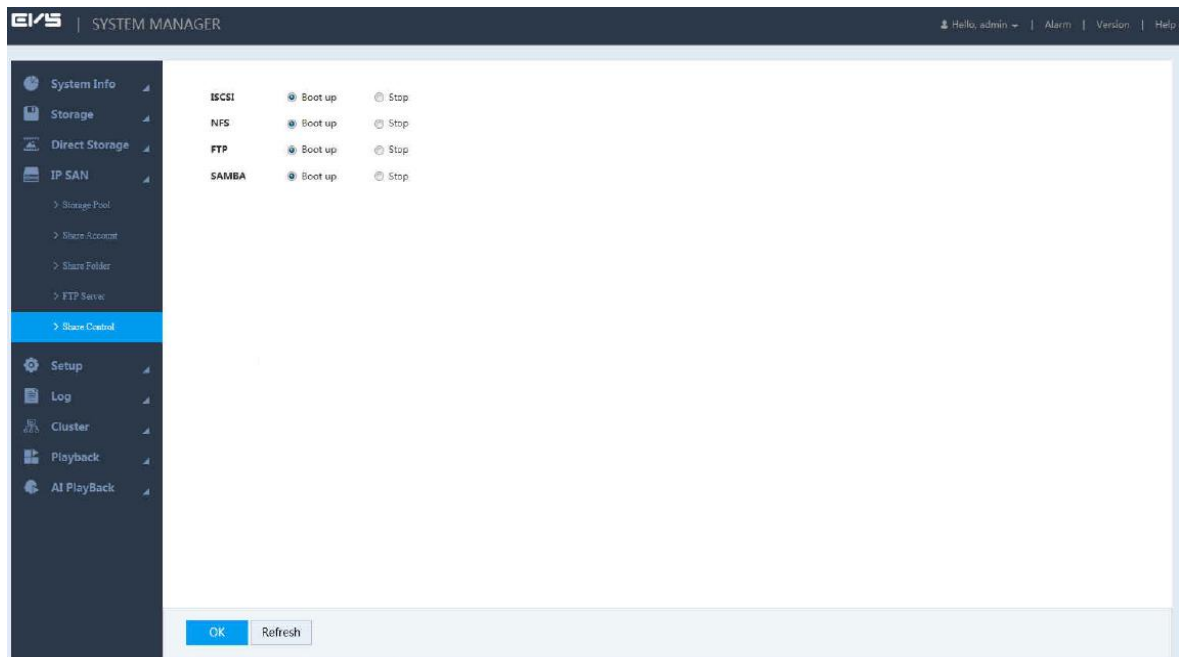 EVS | SYSTEM MANAGER
Hello, admin | Alarm | Version | Help
System Info
Storage
Direct Storage
IP SAN
> Storage Pool
> Share Account
> Share Folder
> FTP Server
> Share Control
Setup
Log
Cluster
Playback
AI PlayBack
ISCSI Boot up Stop
NFS Boot up Stop
FTP Boot up Stop
SAMBA Boot up Stop
OK Refresh